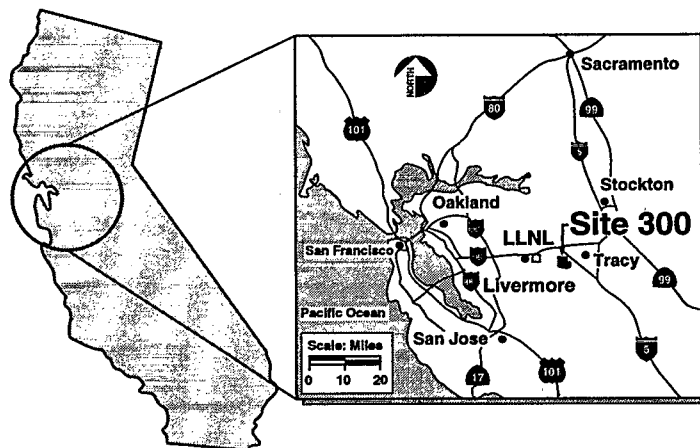 NORTH
Sacramento
80
99
101
5
Stockton
Oakland
Site 300
LLNL
San Francisco
Tracy
Livermore
99
Pacific Ocean
San Jose
5
Scale: Miles
0 10 20
17
101